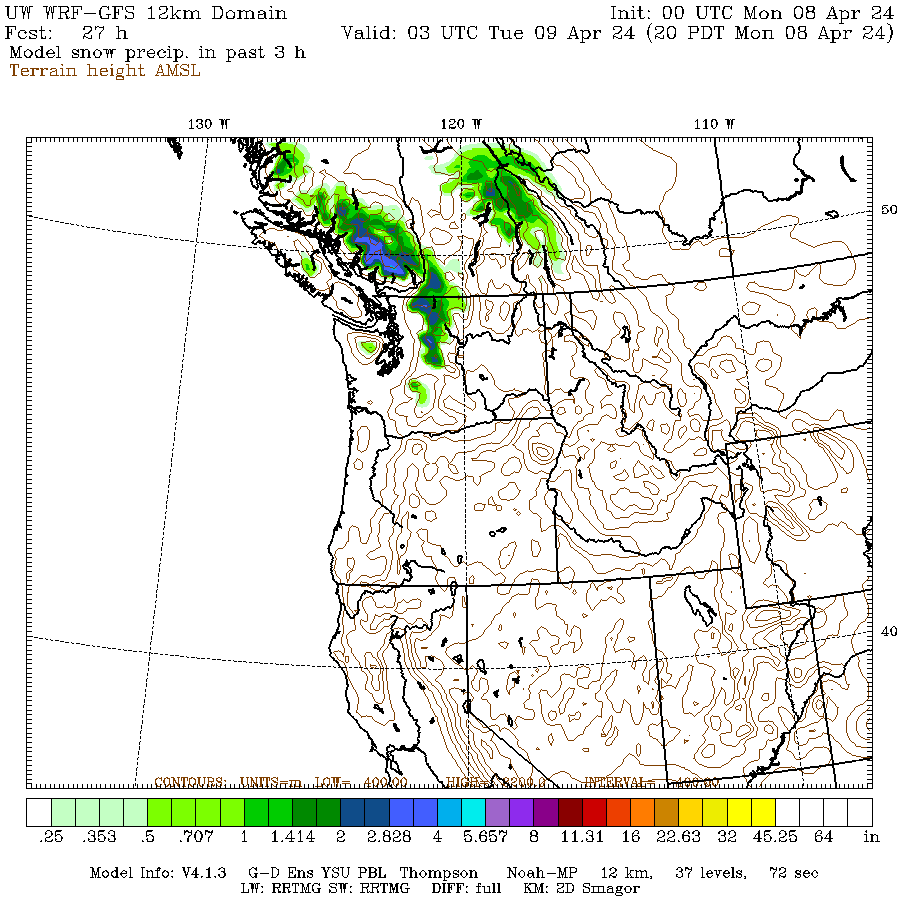 UW WRF-GFS 12km Domain Init: 00 UTC Mon 08 Apr 24
Fcst: 27 h Valid: 03 UTC Tue 09 Apr 24 (20 PDT Mon 08 Apr 24)
Model snow precip. in past 3 h
Terrain height AMSL
130 W 120 W 110 W
50
40
CONTOURS: UNITS=m LOW= 400.00 HIGH= 3200.0 INTERVAL= 400.00
.25 .353 .5 .707 1 1.414 2 2.828 4 5.657 8 11.31 16 22.63 32 45.25 64 in
Model Info: V4.1.3 G-D Ens YSU PBL Thompson Noah-MP 12 km, 37 levels, 72 sec
LW: RRTMG SW: RRTMG DIFF: full KM: 2D Smagor